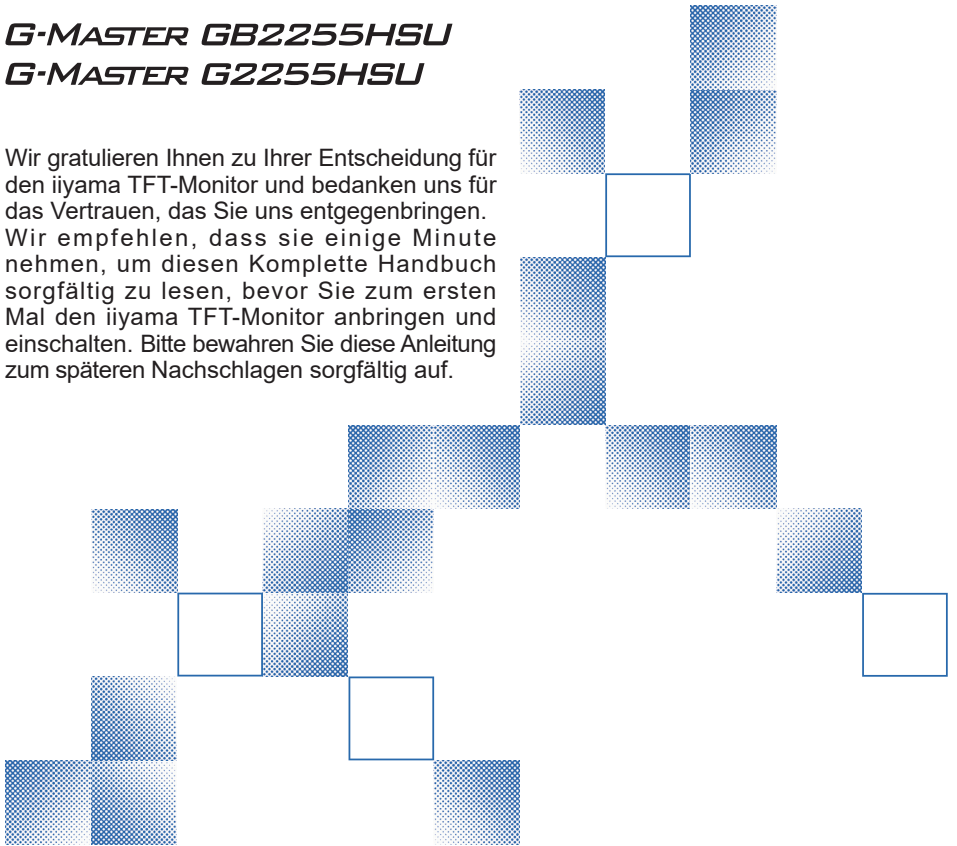 G-MASTER GB2255HSU
G-MASTER G2255HSU
Wir gratulieren Ihnen zu Ihrer Entscheidung für
den iiyama TFT-Monitor und bedanken uns für
das Vertrauen, das Sie uns entgegenbringen.
Wir empfehlen, dass sie einige Minute
nehmen, um diesen Komplette Handbuch
sorgfältig zu lesen, bevor Sie zum ersten
Mal den iiyama TFT-Monitor anbringen und
einschalten. Bitte bewahren Sie diese Anleitung
zum späteren Nachschlagen sorgfältig auf.